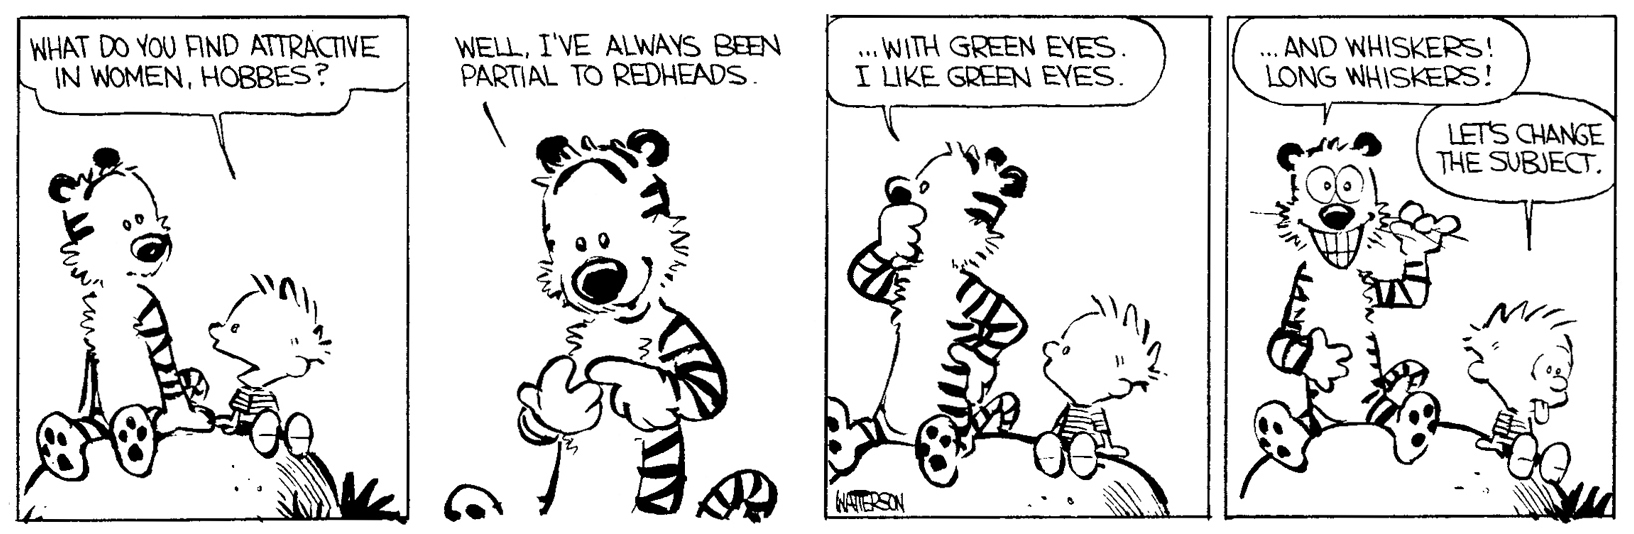 WHAT DO YOU FIND ATTRACTIVE
IN WOMEN, HOBBES?
WELL, I'VE ALWAYS BEEN
PARTIAL TO REDHEADS.
...WITH GREEN EYES.
I LIKE GREEN EYES.
WATTERSON
...AND WHISKERS!
LONG WHISKERS!
LET'S CHANGE
THE SUBJECT.